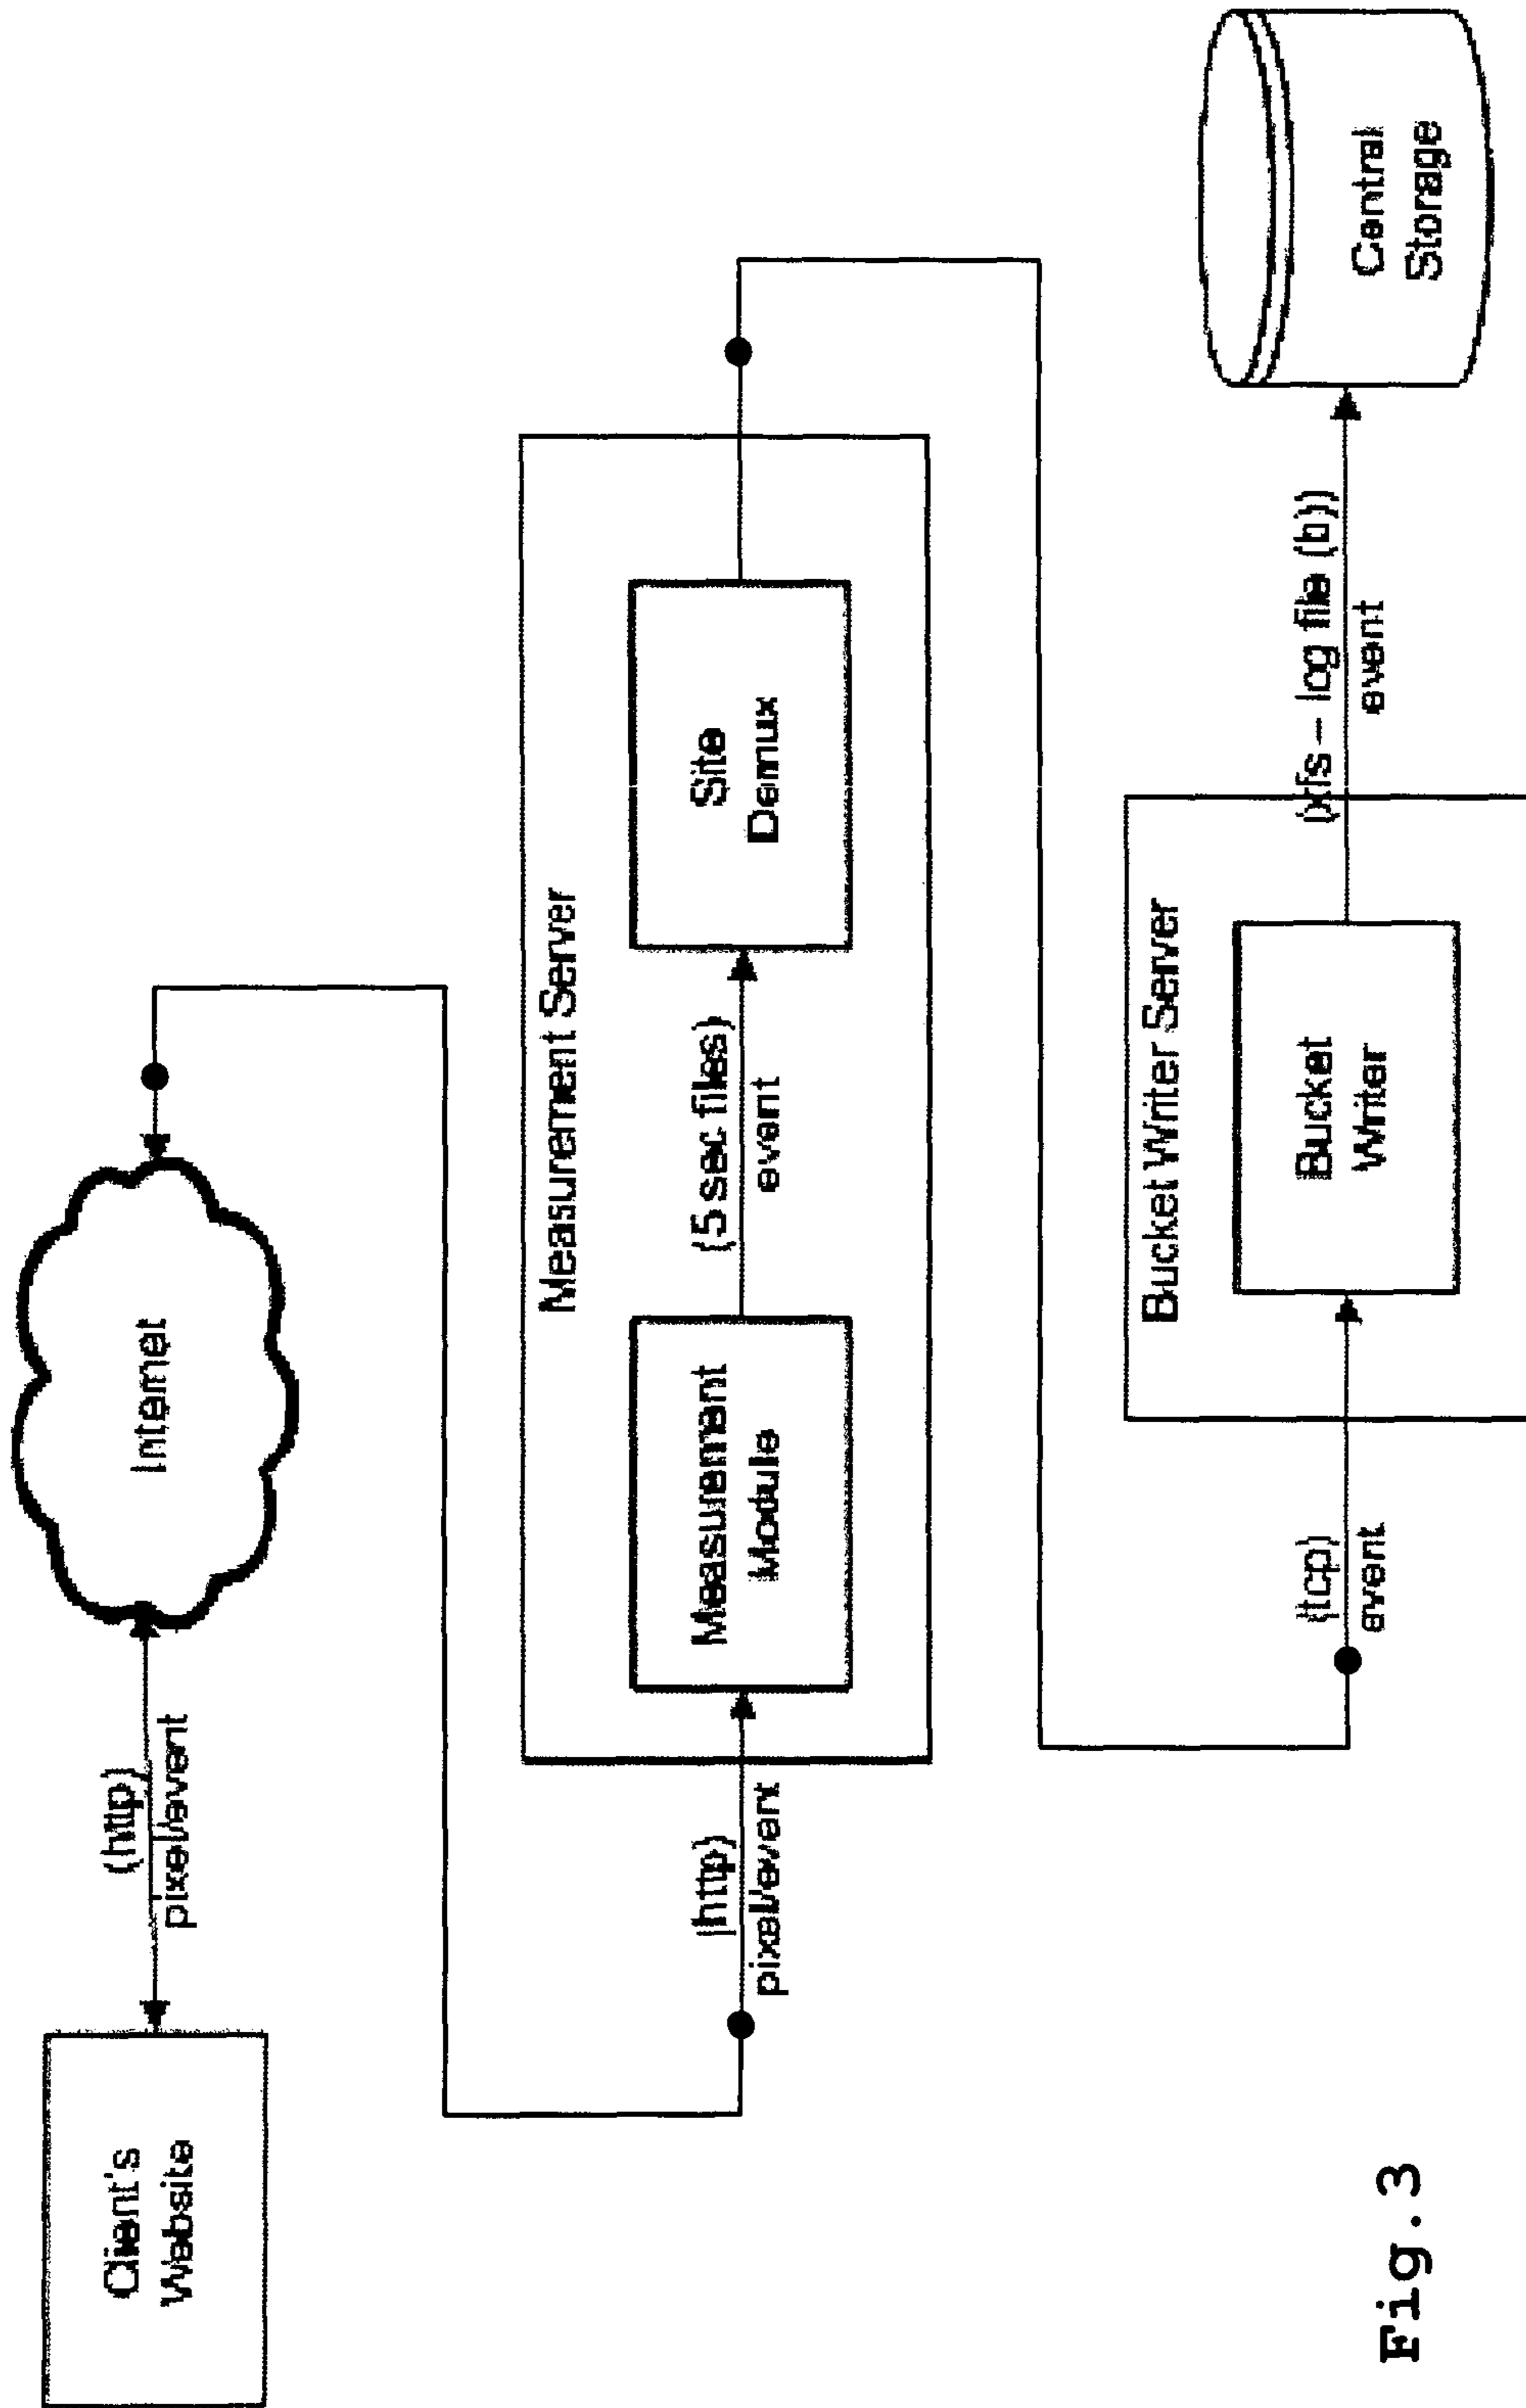 Client's
Website
(http)
pixel/event
Internet
(http)
pixel/event
Measurement Server
Measurement
Module
(5 sec files)
event
Site
Demux
(tcp)
event
Bucket Writer Server
Bucket
Writer
(xfs – log file (b))
event
Central
Storage
Fig.3